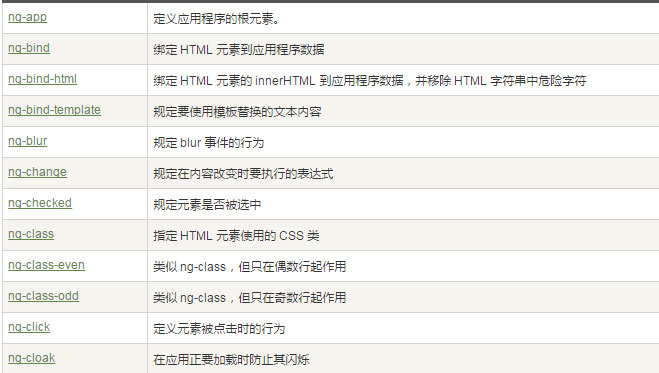 ng-app 定义应用程序的根元素。
ng-bind 绑定 HTML 元素到应用程序数据
ng-bind-html 绑定 HTML 元素的 innerHTML 到应用程序数据，并移除 HTML 字符串中危险字符
ng-bind-template 规定要使用模板替换的文本内容
ng-blur 规定 blur 事件的行为
ng-change 规定在内容改变时要执行的表达式
ng-checked 规定元素是否被选中
ng-class 指定 HTML 元素使用的 CSS 类
ng-class-even 类似 ng-class，但只在偶数行起作用
ng-class-odd 类似 ng-class，但只在奇数行起作用
ng-click 定义元素被点击时的行为
ng-cloak 在应用正要加载时防止其闪烁